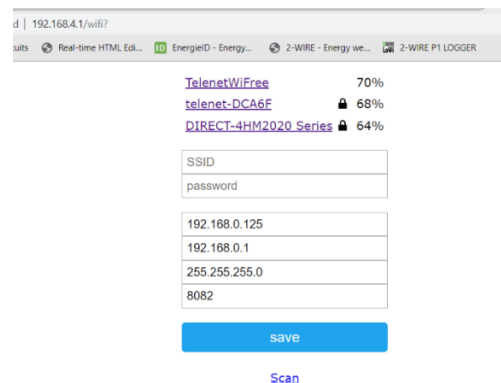 d | 192.168.4.1/wifi?
uits Real-time HTML Edi... EnergieID - Energy... 2-WIRE - Energy we... 2-WIRE P1 LOGGER
TelenetWiFree 70%
telenet-DCA6F 68%
DIRECT-4HM2020 Series 64%
SSID
password
192.168.0.125
192.168.0.1
255.255.255.0
8082
save
Scan